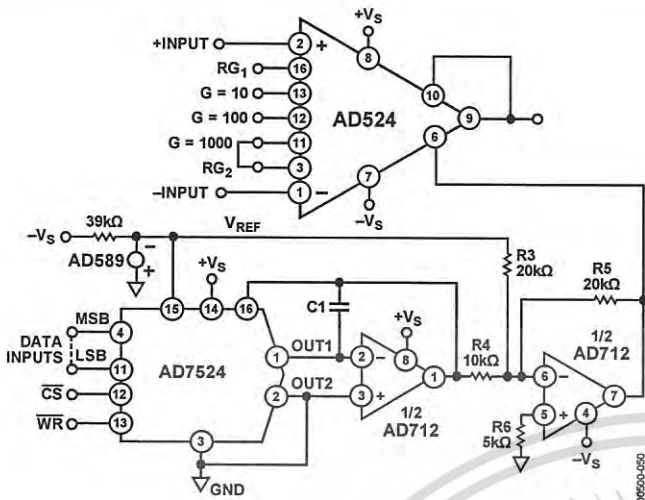 +VS
+INPUT
2
+
8
RG1
16
10
G = 10
13
G = 100
12
AD524
9
G = 1000
11
6
RG2
3
7
–INPUT
1
–
–VS
39kΩ
VREF
–VS
–
AD589
+
+VS
R3
20kΩ
R5
20kΩ
15
14
16
C1
MSB
4
+VS
1/2
AD712
DATA
INPUTS
OUT1
R4
10kΩ
LSB
11
AD7524
1
2
–
8
1
6
–
CS
12
OUT2
2
3
+
7
WR
13
1/2
AD712
5
+
4
R6
5kΩ
3
–VS
GND
00500-050